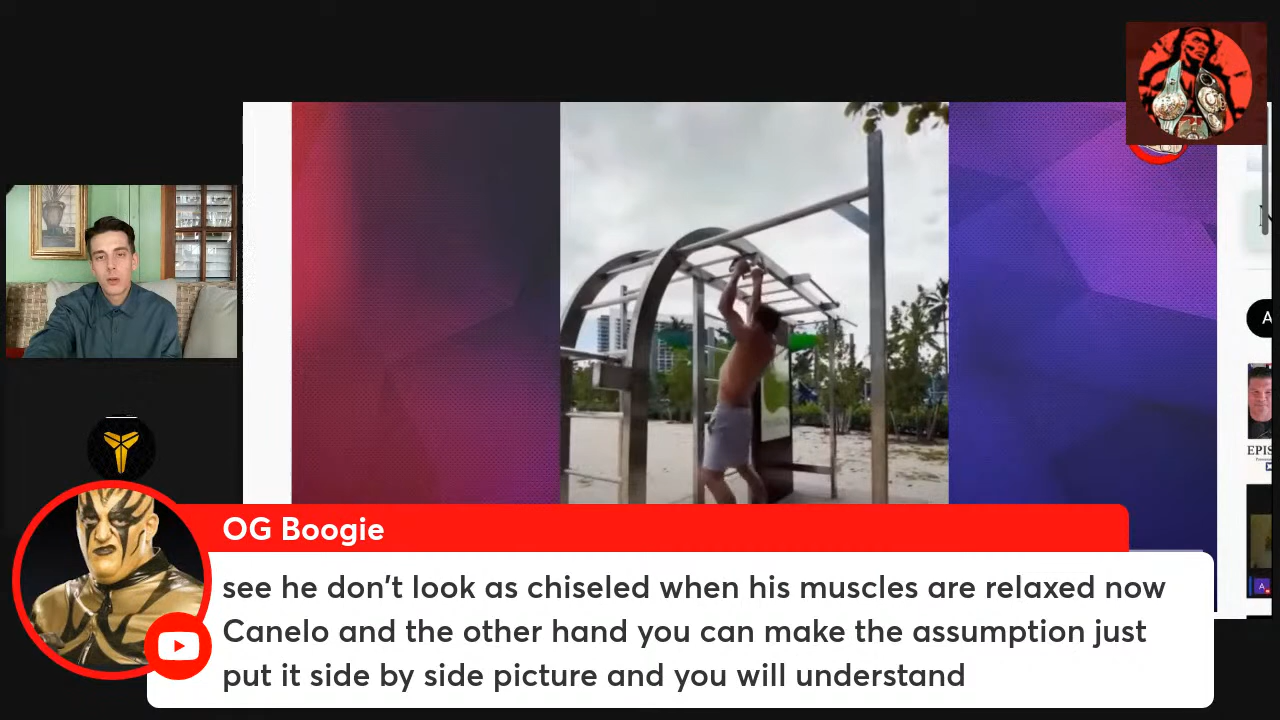 A
EPIS
OG Boogie
see he don't look as chiseled when his muscles are relaxed now
Canelo and the other hand you can make the assumption just
put it side by side picture and you will understand